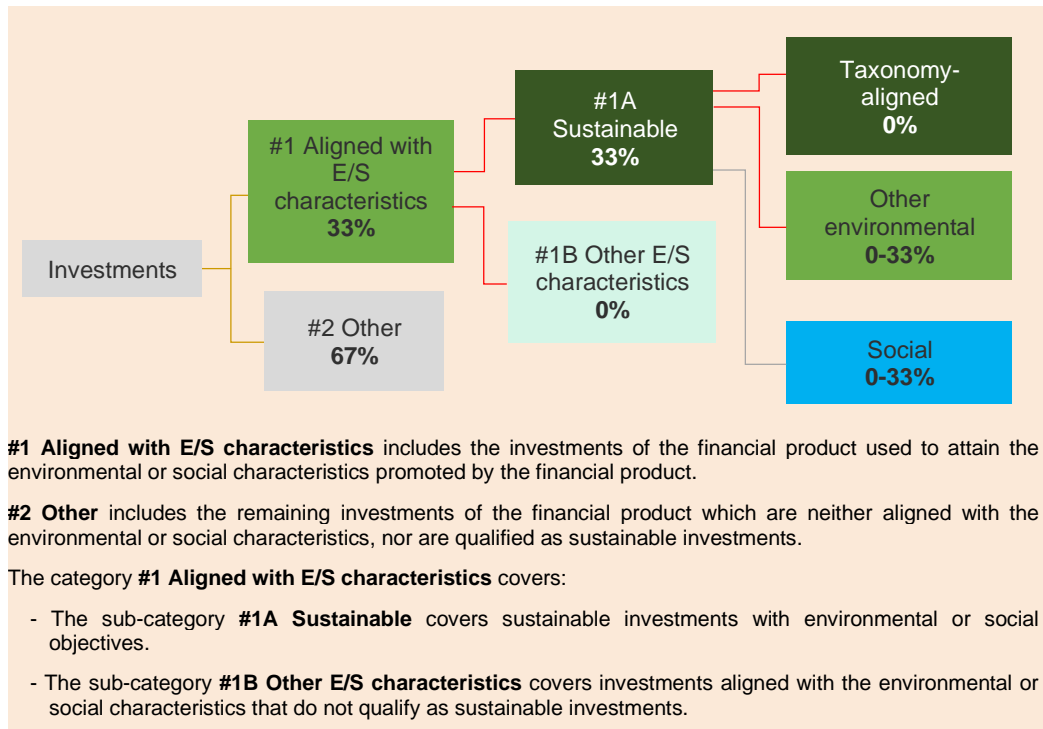 Investments
#1 Aligned with
E/S
characteristics
33%
#2 Other
67%
#1A
Sustainable
33%
#1B Other E/S
characteristics
0%
Taxonomy-
aligned
0%
Other
environmental
0-33%
Social
0-33%
#1 Aligned with E/S characteristics includes the investments of the financial product used to attain the
environmental or social characteristics promoted by the financial product.
#2 Other includes the remaining investments of the financial product which are neither aligned with the
environmental or social characteristics, nor are qualified as sustainable investments.
The category #1 Aligned with E/S characteristics covers:
- The sub-category #1A Sustainable covers sustainable investments with environmental or social
objectives.
- The sub-category #1B Other E/S characteristics covers investments aligned with the environmental or
social characteristics that do not qualify as sustainable investments.